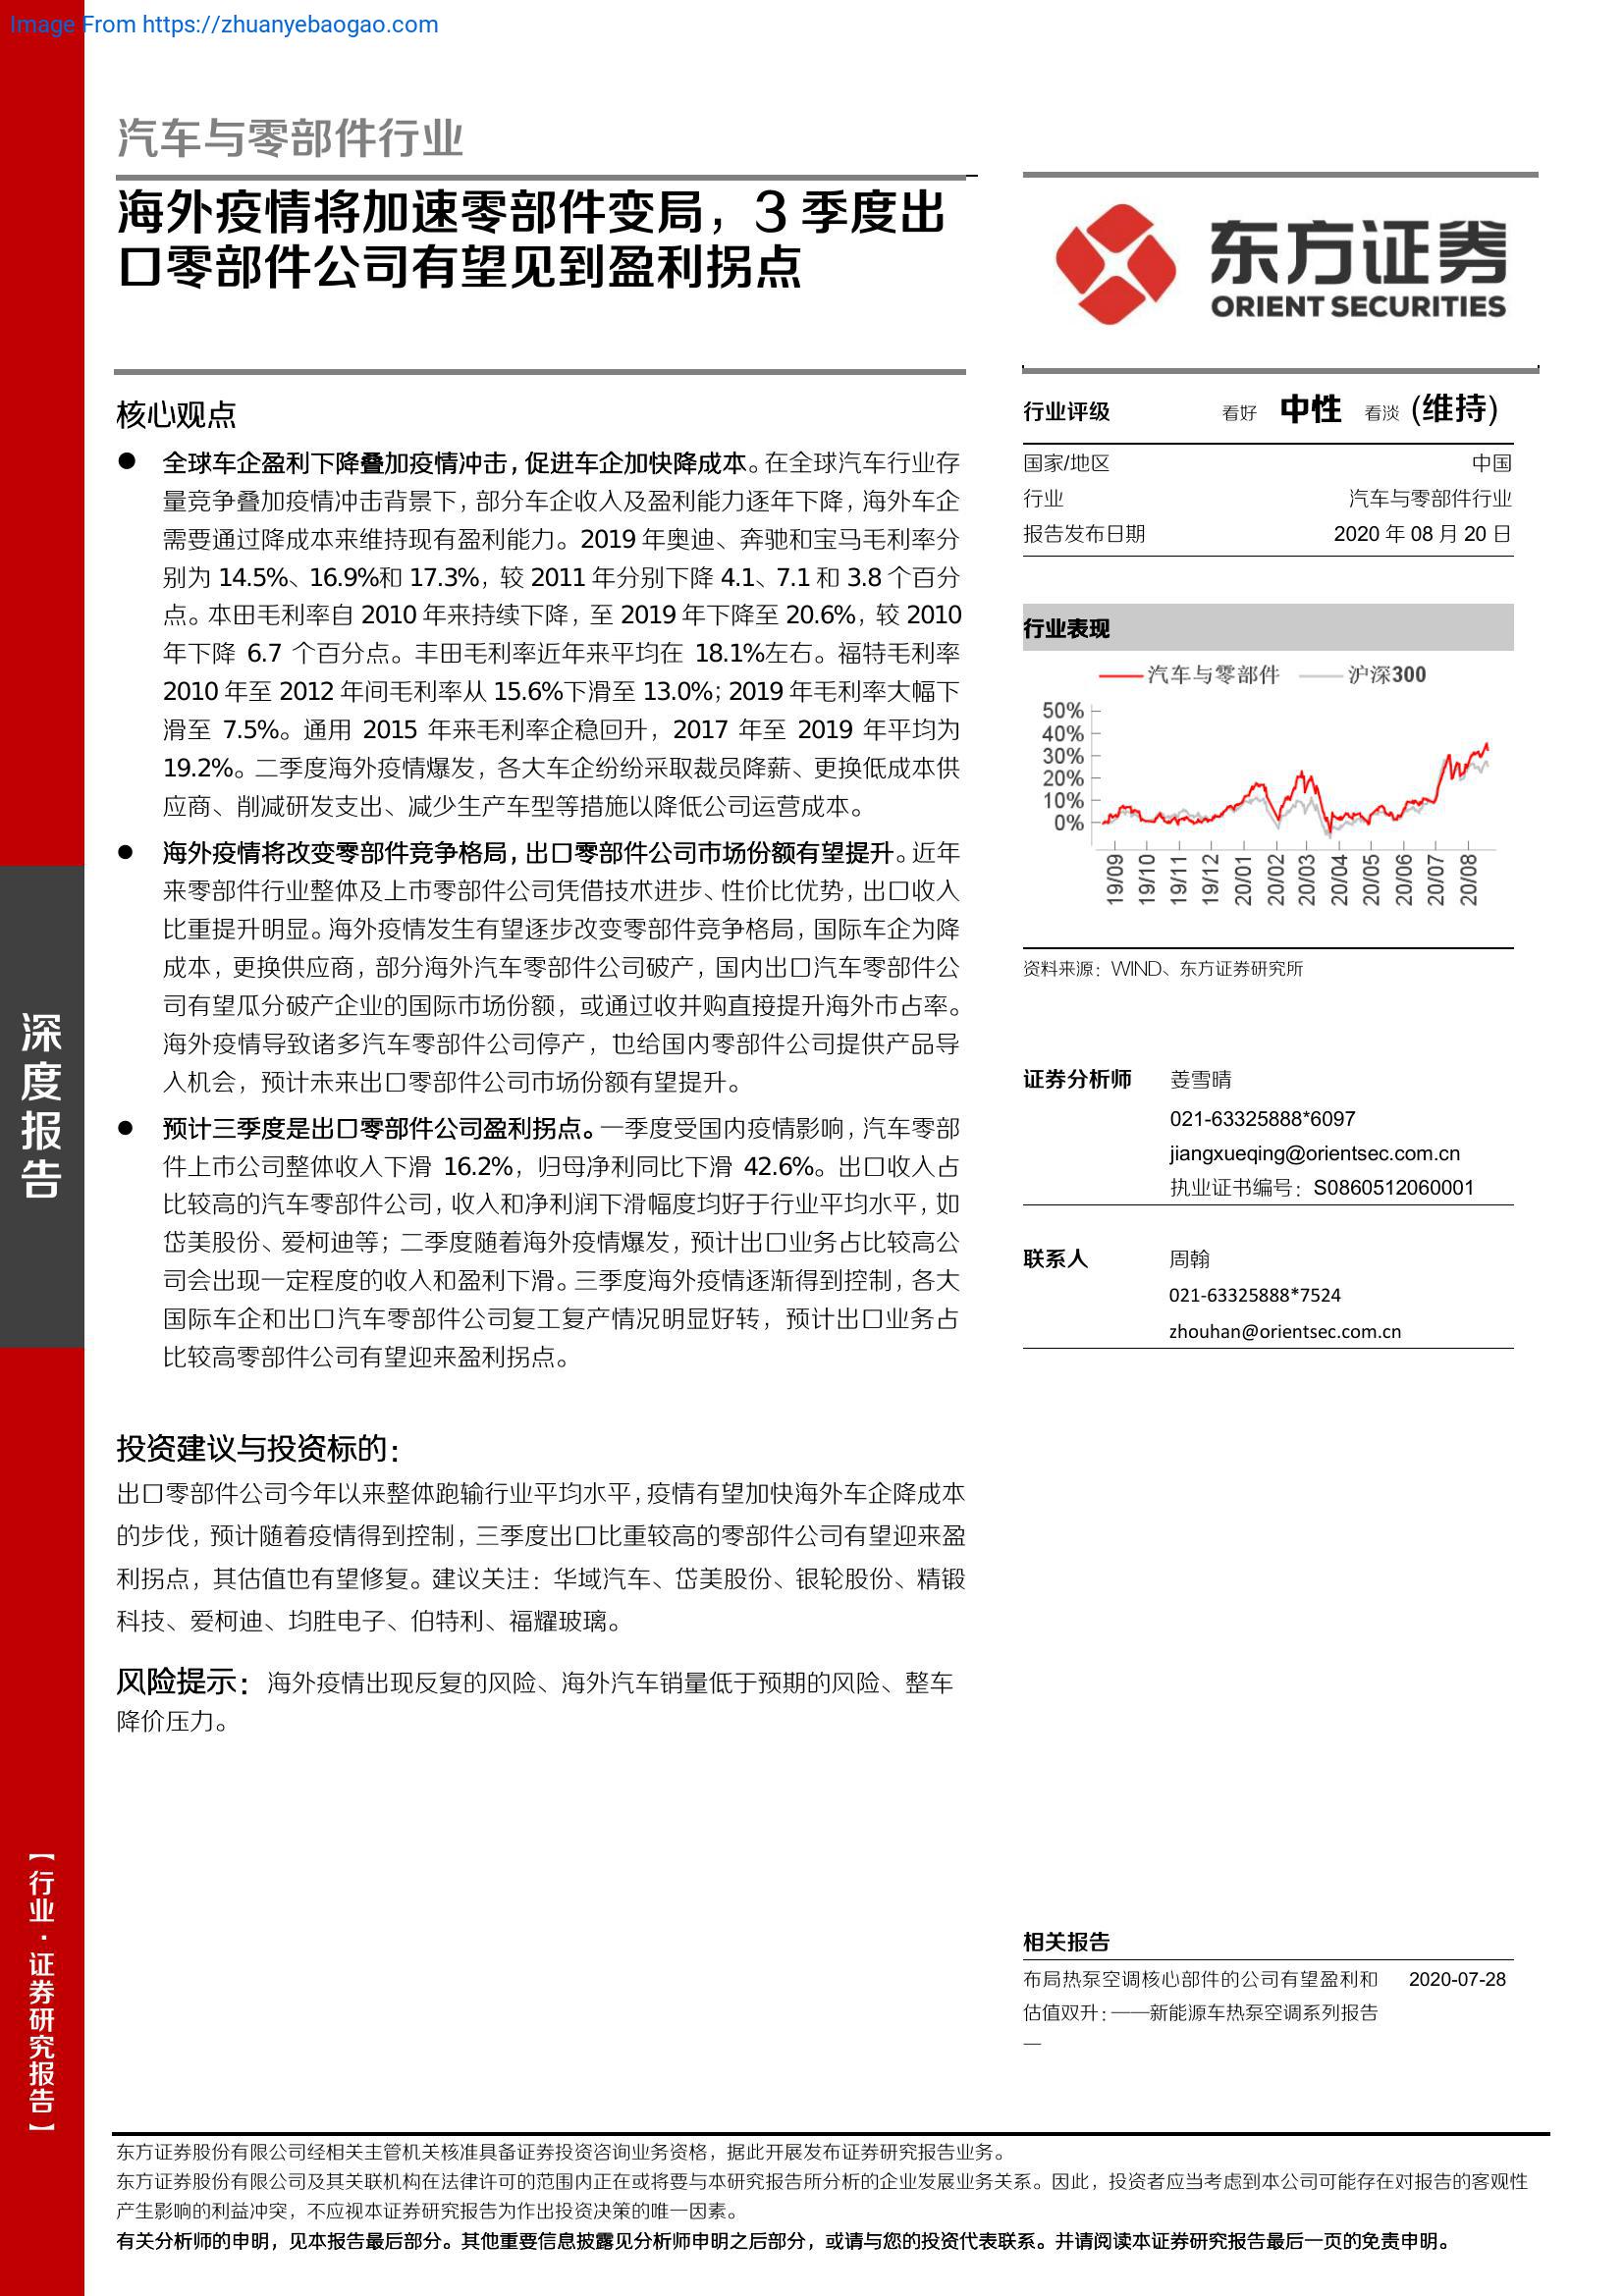 Image From https://zhuanyebaogao.com
汽车与零部件行业
海外疫情将加速零部件变局，3 季度出
口零部件公司有望见到盈利拐点
东方证券
ORIENT SECURITIES
核心观点
● 全球车企盈利下降叠加疫情冲击，促进车企加快降成本。在全球汽车行业存
量竞争叠加疫情冲击背景下，部分车企收入及盈利能力逐年下降，海外车企
需要通过降成本来维持现有盈利能力。2019 年奥迪、奔驰和宝马毛利率分
别为 14.5%、16.9%和 17.3%，较 2011 年分别下降 4.1、7.1 和 3.8 个百分
点。本田毛利率自 2010 年来持续下降，至 2019 年下降至 20.6%，较 2010
年下降 6.7 个百分点。丰田毛利率近年来平均在 18.1%左右。福特毛利率
2010 年至 2012 年间毛利率从 15.6%下滑至 13.0%；2019 年毛利率大幅下
滑至 7.5%。通用 2015 年来毛利率企稳回升，2017 年至 2019 年平均为
19.2%。二季度海外疫情爆发，各大车企纷纷采取裁员降薪、更换低成本供
应商、削减研发支出、减少生产车型等措施以降低公司运营成本。
● 海外疫情将改变零部件竞争格局，出口零部件公司市场份额有望提升。近年
来零部件行业整体及上市零部件公司凭借技术进步、性价比优势，出口收入
比重提升明显。海外疫情发生有望逐步改变零部件竞争格局，国际车企为降
成本，更换供应商，部分海外汽车零部件公司破产，国内出口汽车零部件公
司有望瓜分破产企业的国际市场份额，或通过收并购直接提升海外市占率。
海外疫情导致诸多汽车零部件公司停产，也给国内零部件公司提供产品导
入机会，预计未来出口零部件公司市场份额有望提升。
● 预计三季度是出口零部件公司盈利拐点。一季度受国内疫情影响，汽车零部
件上市公司整体收入下滑 16.2%，归母净利同比下滑 42.6%。出口收入占
比较高的汽车零部件公司，收入和净利润下滑幅度均好于行业平均水平，如
岱美股份、爱柯迪等；二季度随着海外疫情爆发，预计出口业务占比较高公
司会出现一定程度的收入和盈利下滑。三季度海外疫情逐渐得到控制，各大
国际车企和出口汽车零部件公司复工复产情况明显好转，预计出口业务占
比较高零部件公司有望迎来盈利拐点。
投资建议与投资标的：
出口零部件公司今年以来整体跑输行业平均水平，疫情有望加快海外车企降成本
的步伐，预计随着疫情得到控制，三季度出口比重较高的零部件公司有望迎来盈
利拐点，其估值也有望修复。建议关注：华域汽车、岱美股份、银轮股份、精锻
科技、爱柯迪、均胜电子、伯特利、福耀玻璃。
风险提示：海外疫情出现反复的风险、海外汽车销量低于预期的风险、整车
降价压力。
行业评级 看好 中性 看淡 (维持)
国家/地区 中国
行业 汽车与零部件行业
报告发布日期 2020 年 08 月 20 日
行业表现
汽车与零部件 沪深300
50%
40%
30%
20%
10%
0%
19/09 19/10 19/11 19/12 20/01 20/02 20/03 20/04 20/05 20/06 20/07 20/08
资料来源：WIND、东方证券研究所
证券分析师 姜雪晴
021-63325888*6097
jiangxueqing@orientsec.com.cn
执业证书编号：S0860512060001
联系人 周翰
021-63325888*7524
zhouhan@orientsec.com.cn
相关报告
布局热泵空调核心部件的公司有望盈利和 2020-07-28
估值双升：——新能源车热泵空调系列报告
一
深度报告
【行业·证券研究报告】
东方证券股份有限公司经相关主管机关核准具备证券投资咨询业务资格，据此开展发布证券研究报告业务。
东方证券股份有限公司及其关联机构在法律许可的范围内正在或将要与本研究报告所分析的企业发展业务关系。因此，投资者应当考虑到本公司可能存在对报告的客观性
产生影响的利益冲突，不应视本证券研究报告为作出投资决策的唯一因素。
有关分析师的申明，见本报告最后部分。其他重要信息披露见分析师申明之后部分，或请与您的投资代表联系。并请阅读本证券研究报告最后一页的免责申明。